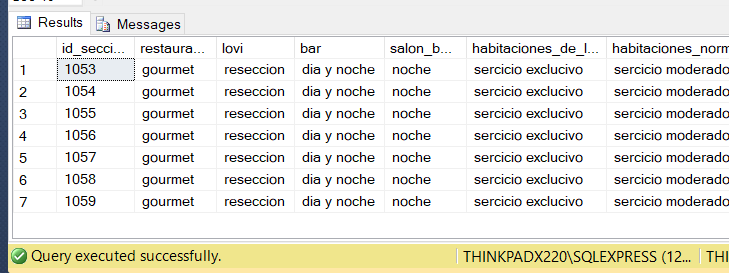 Results Messages
id_secci... restaura... lovi bar salon_b... habitaciones_de_l... habitaciones_norm
1 1053 gourmet reseccion dia y noche noche sercicio exclucivo sercicio moderado
2 1054 gourmet reseccion dia y noche noche sercicio exclucivo sercicio moderado
3 1055 gourmet reseccion dia y noche noche sercicio exclucivo sercicio moderado
4 1056 gourmet reseccion dia y noche noche sercicio exclucivo sercicio moderado
5 1057 gourmet reseccion dia y noche noche sercicio exclucivo sercicio moderado
6 1058 gourmet reseccion dia y noche noche sercicio exclucivo sercicio moderado
7 1059 gourmet reseccion dia y noche noche sercicio exclucivo sercicio moderado
Query executed successfully. THINKPADX220\SQLEXPRESS (12... THI